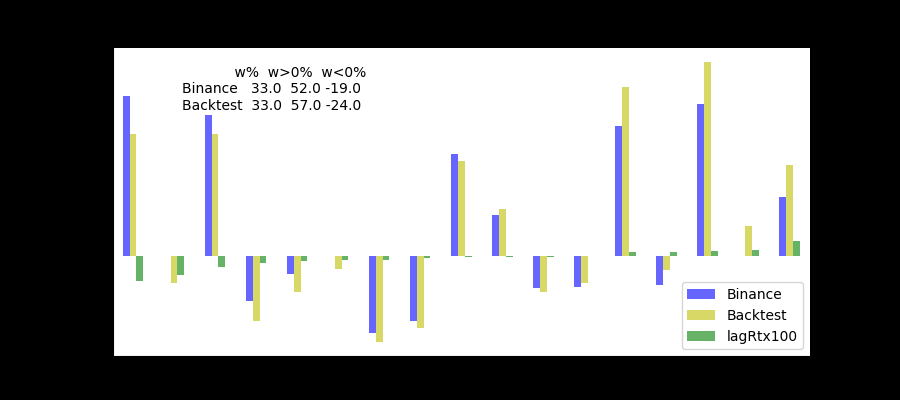 w% w>0% w<0%
Binance 33.0 52.0 -19.0
Backtest 33.0 57.0 -24.0
Binance
Backtest
lagRtx100